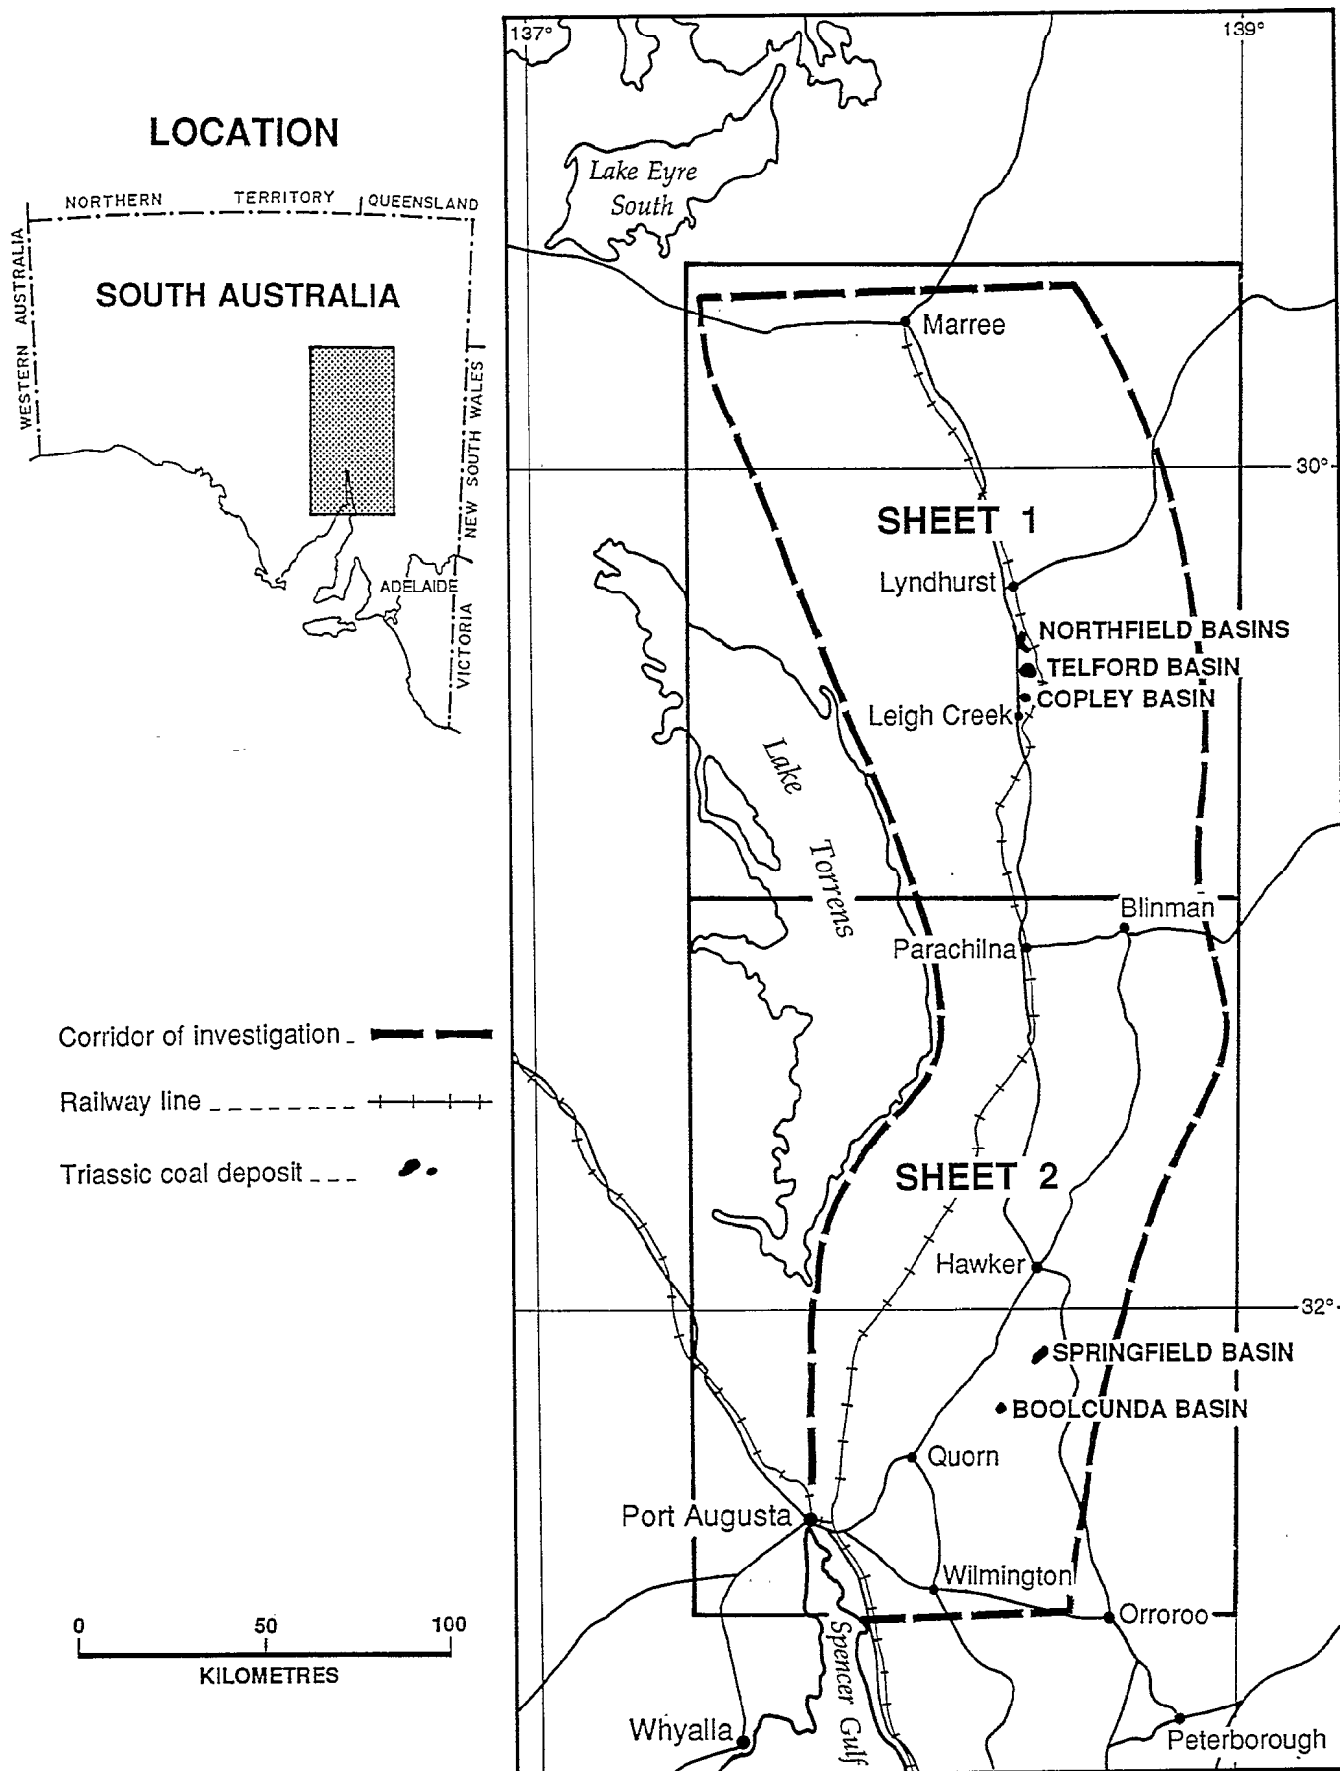 LOCATION
NORTHERN TERRITORY QUEENSLAND
WESTERN AUSTRALIA
SOUTH AUSTRALIA
NEW SOUTH WALES
ADELAIDE
VICTORIA
137°
139°
Lake Eyre
South
Marree
30°
SHEET 1
Lyndhurst
NORTHFIELD BASINS
TELFORD BASIN
COPLEY BASIN
Leigh Creek
Lake
Torrens
Blinman
Parachilna
Corridor of investigation
Railway line
Triassic coal deposit
SHEET 2
Hawker
32°
SPRINGFIELD BASIN
BOOLCUNDA BASIN
Quorn
Port Augusta
Wilmington
Orroroo
Spencer Gulf
0 50 100
KILOMETRES
Whyalla
Peterborough